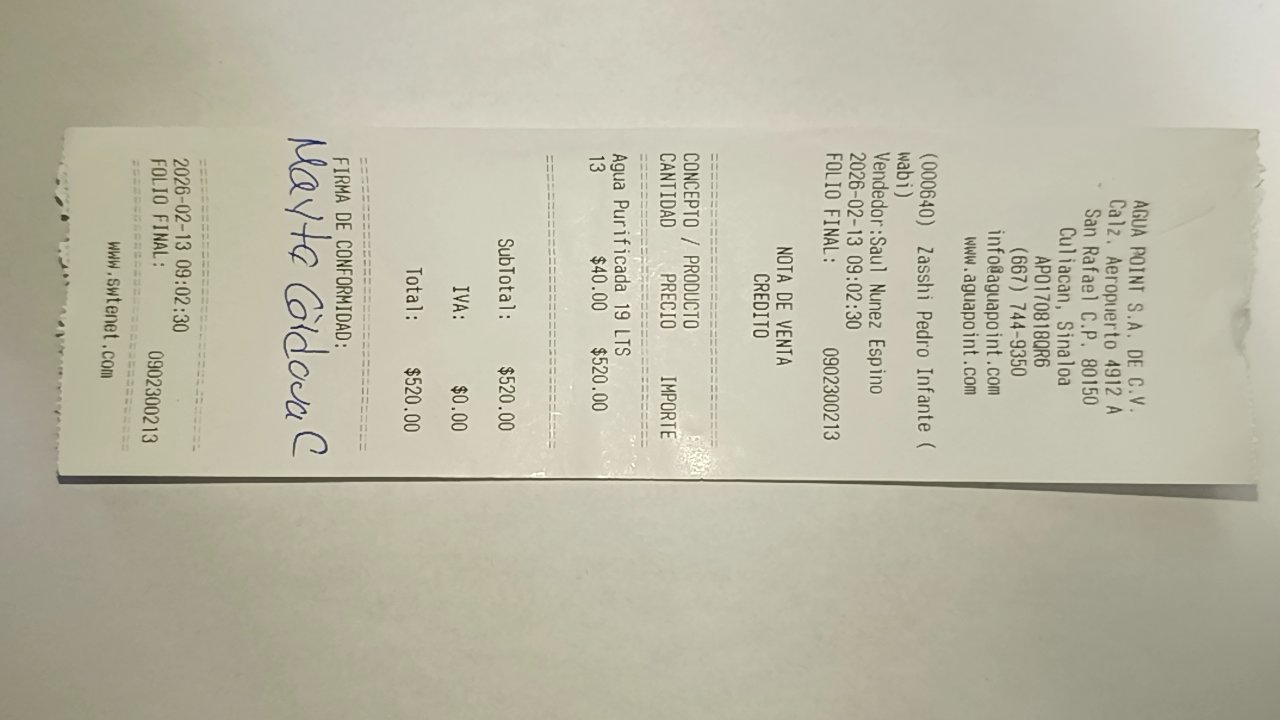 AGUA POINT S.A. DE C.V.
Calz. Aeropuerto 4912 A
San Rafael C.P. 80150
Culiacan, Sinaloa
APO170818QR6
(667) 744-9350
info@aguapoint.com
www.aguapoint.com
(000640) Zasshi Pedro Infante (
wabi)
Vendedor:Saul Nunez Espino
2026-02-13 09:02:30
FOLIO FINAL: 0902300213
NOTA DE VENTA
CREDITO
CONCEPTO / PRODUCTO
CANTIDAD PRECIO IMPORTE
Agua Purificada 19 LTS
13 $40.00 $520.00
SubTotal: $520.00
IVA: $0.00
Total: $520.00
FIRMA DE CONFORMIDAD:
Mayta Córdova C
2026-02-13 09:02:30
FOLIO FINAL: 0902300213
www.swtenet.com